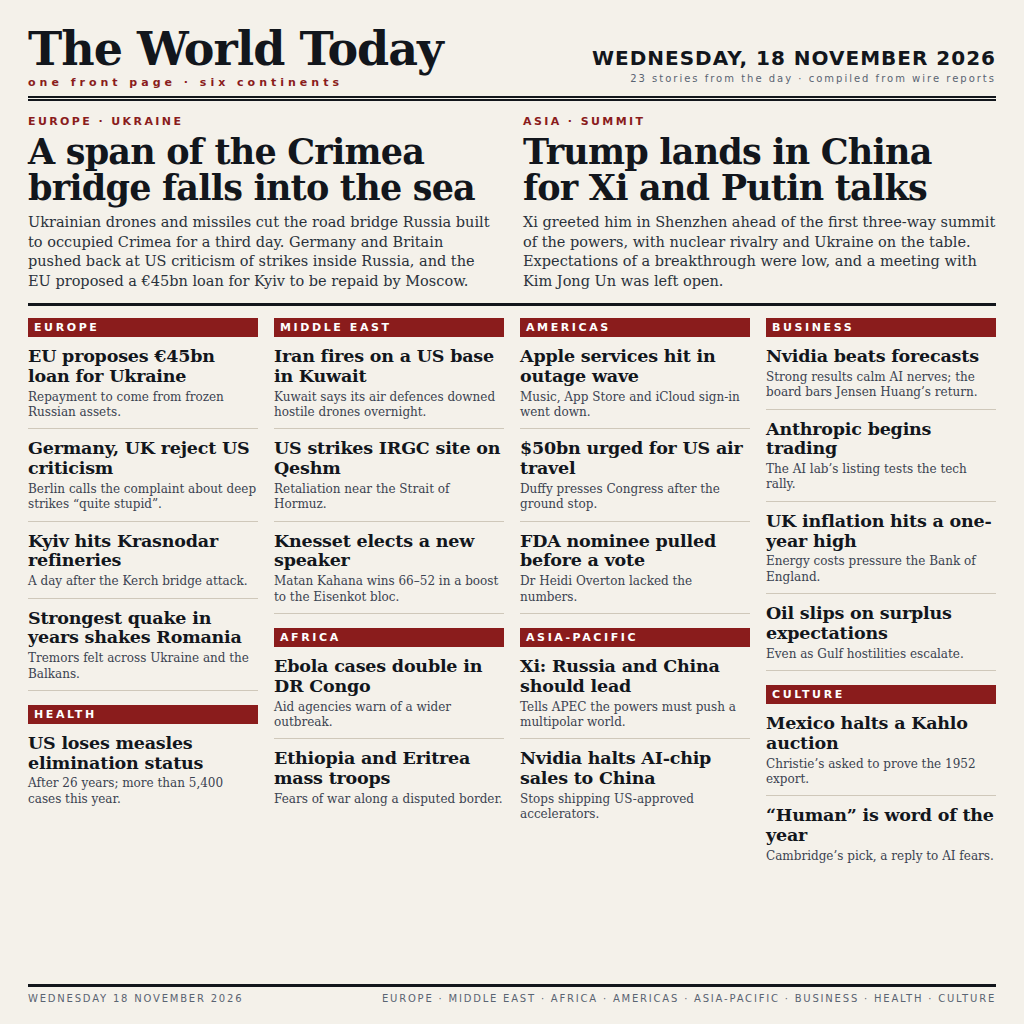 The World Today
one front page · six continents
WEDNESDAY, 18 NOVEMBER 2026
23 stories from the day · compiled from wire reports
EUROPE · UKRAINE
A span of the Crimea
bridge falls into the sea
Ukrainian drones and missiles cut the road bridge Russia built
to occupied Crimea for a third day. Germany and Britain
pushed back at US criticism of strikes inside Russia, and the
EU proposed a €45bn loan for Kyiv to be repaid by Moscow.
ASIA · SUMMIT
Trump lands in China
for Xi and Putin talks
Xi greeted him in Shenzhen ahead of the first three-way summit
of the powers, with nuclear rivalry and Ukraine on the table.
Expectations of a breakthrough were low, and a meeting with
Kim Jong Un was left open.
EUROPE
EU proposes €45bn
loan for Ukraine
Repayment to come from frozen
Russian assets.
Germany, UK reject US
criticism
Berlin calls the complaint about deep
strikes “quite stupid”.
Kyiv hits Krasnodar
refineries
A day after the Kerch bridge attack.
Strongest quake in
years shakes Romania
Tremors felt across Ukraine and the
Balkans.
HEALTH
US loses measles
elimination status
After 26 years; more than 5,400
cases this year.
MIDDLE EAST
Iran fires on a US base
in Kuwait
Kuwait says its air defences downed
hostile drones overnight.
US strikes IRGC site on
Qeshm
Retaliation near the Strait of
Hormuz.
Knesset elects a new
speaker
Matan Kahana wins 66–52 in a boost
to the Eisenkot bloc.
AFRICA
Ebola cases double in
DR Congo
Aid agencies warn of a wider
outbreak.
Ethiopia and Eritrea
mass troops
Fears of war along a disputed border.
AMERICAS
Apple services hit in
outage wave
Music, App Store and iCloud sign-in
went down.
$50bn urged for US air
travel
Duffy presses Congress after the
ground stop.
FDA nominee pulled
before a vote
Dr Heidi Overton lacked the
numbers.
ASIA-PACIFIC
Xi: Russia and China
should lead
Tells APEC the powers must push a
multipolar world.
Nvidia halts AI-chip
sales to China
Stops shipping US-approved
accelerators.
BUSINESS
Nvidia beats forecasts
Strong results calm AI nerves; the
board bars Jensen Huang’s return.
Anthropic begins
trading
The AI lab’s listing tests the tech
rally.
UK inflation hits a one-
year high
Energy costs pressure the Bank of
England.
Oil slips on surplus
expectations
Even as Gulf hostilities escalate.
CULTURE
Mexico halts a Kahlo
auction
Christie’s asked to prove the 1952
export.
“Human” is word of the
year
Cambridge’s pick, a reply to AI fears.
WEDNESDAY 18 NOVEMBER 2026
EUROPE · MIDDLE EAST · AFRICA · AMERICAS · ASIA-PACIFIC · BUSINESS · HEALTH · CULTURE